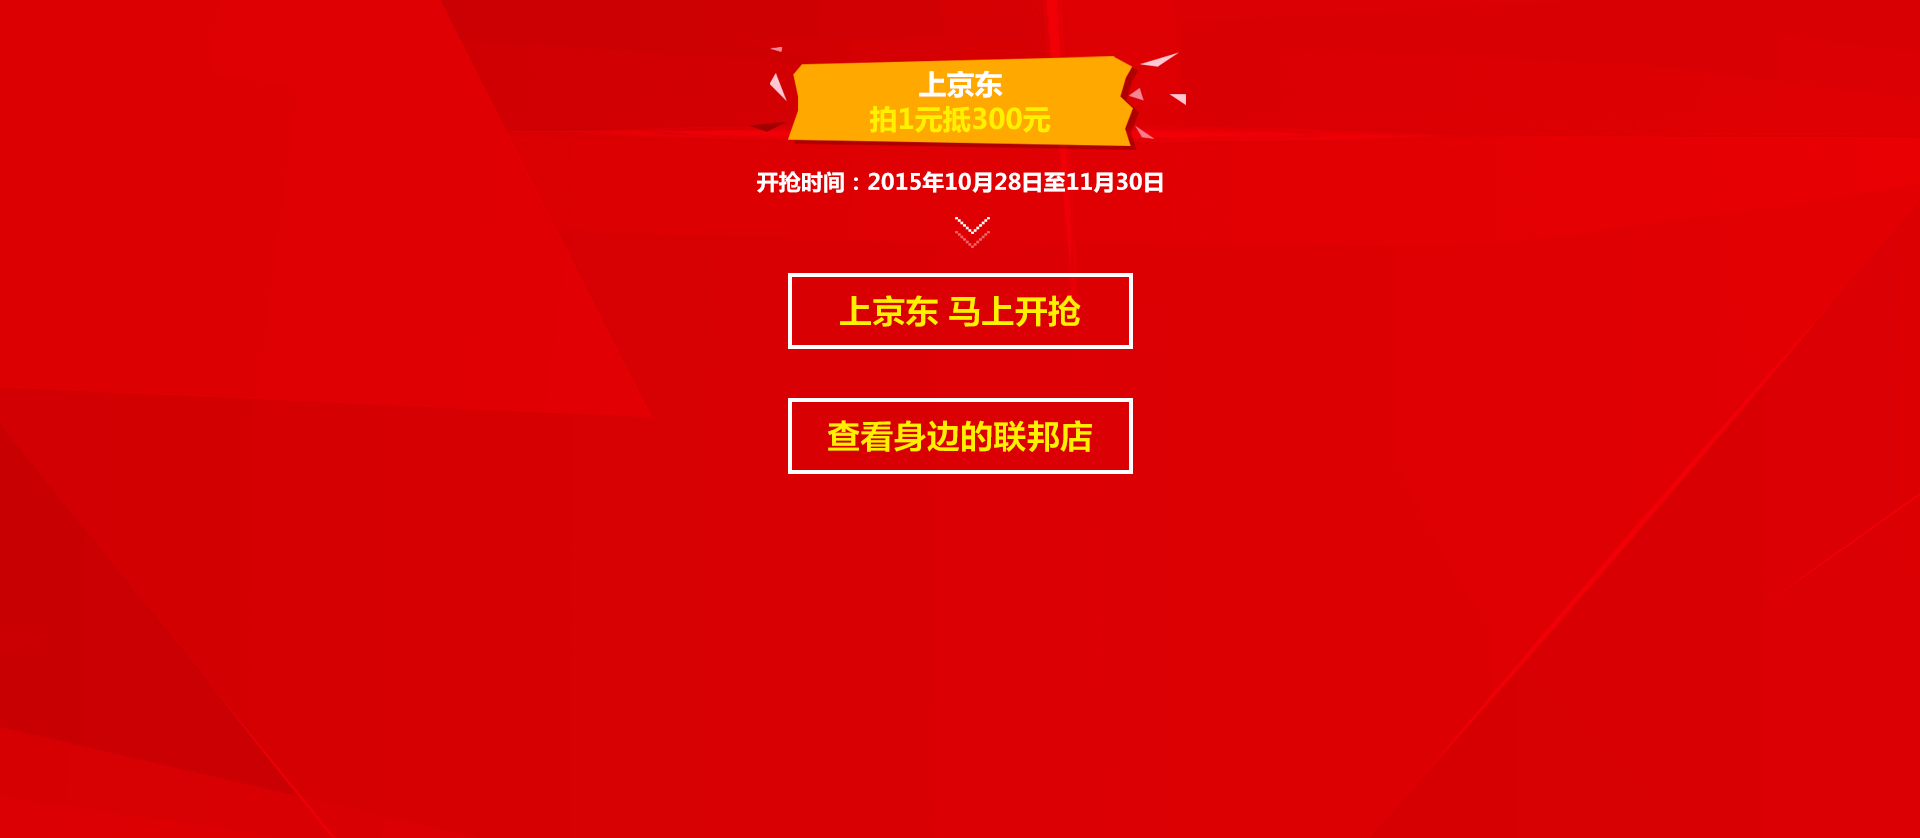 上京东
拍1元抵300元
开抢时间：2015年10月28日至11月30日
上京东 马上开抢
查看身边的联邦店